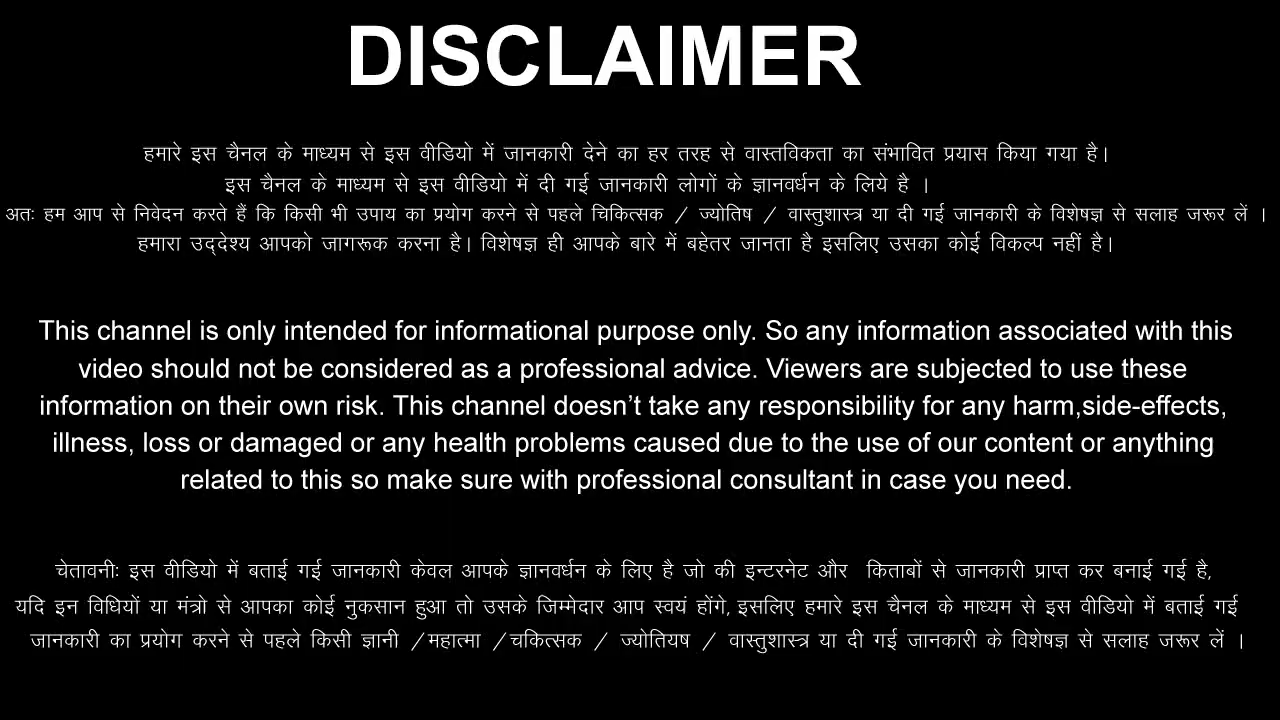 DISCLAIMER
हमारे इस चैनल के माध्यम से इस वीडियो में जानकारी देने का हर तरह से वास्तविकता का संभावित प्रयास किया गया है।
इस चैनल के माध्यम से इस वीडियो में दी गई जानकारी लोगों के ज्ञानवर्धन के लिये है ।
अतः हम आप से निवेदन करते हैं कि किसी भी उपाय का प्रयोग करने से पहले चिकित्सक / ज्योतिष / वास्तुशास्त्र या दी गई जानकारी के विशेषज्ञ से सलाह जरूर लें ।
हमारा उद्देश्य आपको जागरूक करना है। विशेषज्ञ ही आपके बारे में बहेतर जानता है इसलिए उसका कोई विकल्प नहीं है।
This channel is only intended for informational purpose only. So any information associated with this
video should not be considered as a professional advice. Viewers are subjected to use these
information on their own risk. This channel doesn’t take any responsibility for any harm,side-effects,
illness, loss or damaged or any health problems caused due to the use of our content or anything
related to this so make sure with professional consultant in case you need.
चेतावनीः इस वीडियो में बताई गई जानकारी केवल आपके ज्ञानवर्धन के लिए है जो की इन्टरनेट और किताबों से जानकारी प्राप्त कर बनाई गई है,
यदि इन विधियों या मंत्रो से आपका कोई नुकसान हुआ तो उसके जिम्मेदार आप स्वयं होंगे, इसलिए हमारे इस चैनल के माध्यम से इस वीडियो में बताई गई
जानकारी का प्रयोग करने से पहले किसी ज्ञानी /महात्मा /चकित्सक / ज्योतियष / वास्तुशास्त्र या दी गई जानकारी के विशेषज्ञ से सलाह जरूर लें ।